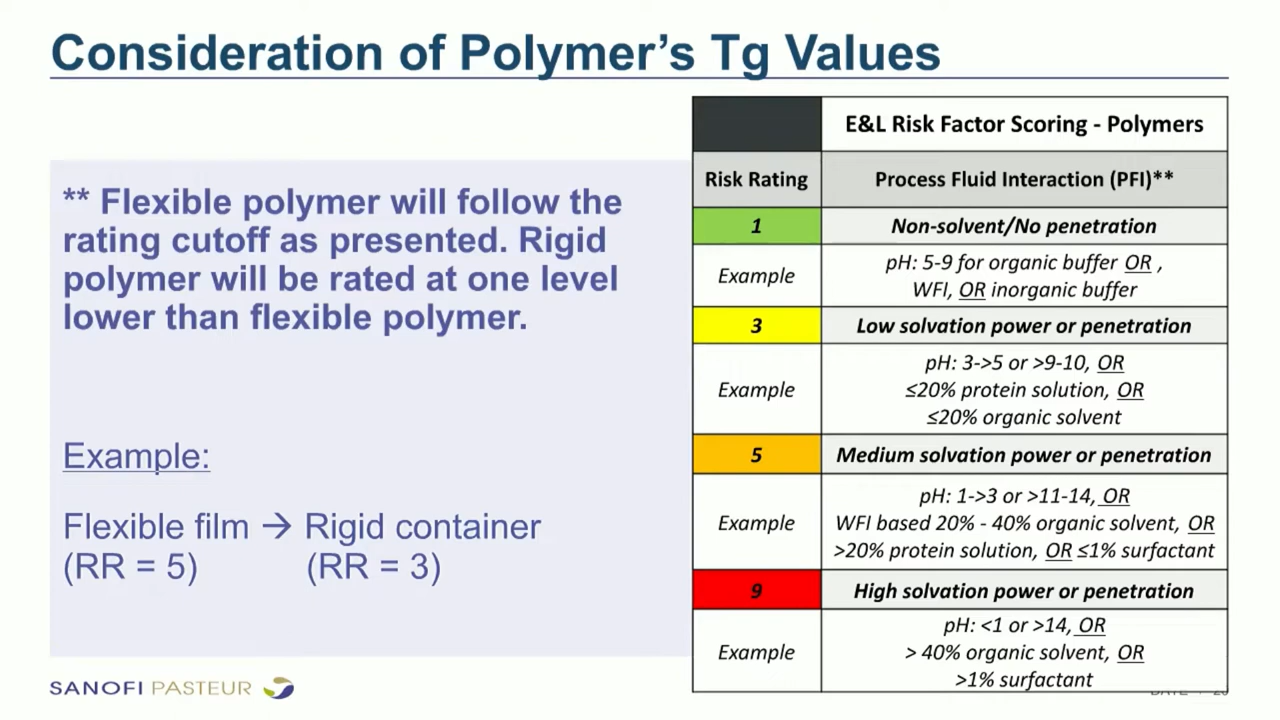 Consideration of Polymer's Tg Values
** Flexible polymer will follow the
rating cutoff as presented. Rigid
polymer will be rated at one level
lower than flexible polymer.
Example:
Flexible film → Rigid container
(RR = 5) (RR = 3)
E&L Risk Factor Scoring - Polymers
Risk Rating Process Fluid Interaction (PFI)**
1 Non-solvent/No penetration
Example pH: 5-9 for organic buffer OR ,
WFI, OR inorganic buffer
3 Low solvation power or penetration
Example pH: 3->5 or >9-10, OR
≤20% protein solution, OR
≤20% organic solvent
5 Medium solvation power or penetration
Example pH: 1->3 or >11-14, OR
WFI based 20% - 40% organic solvent, OR
>20% protein solution, OR ≤1% surfactant
9 High solvation power or penetration
Example pH: <1 or >14, OR
> 40% organic solvent, OR
>1% surfactant
SANOFI PASTEUR